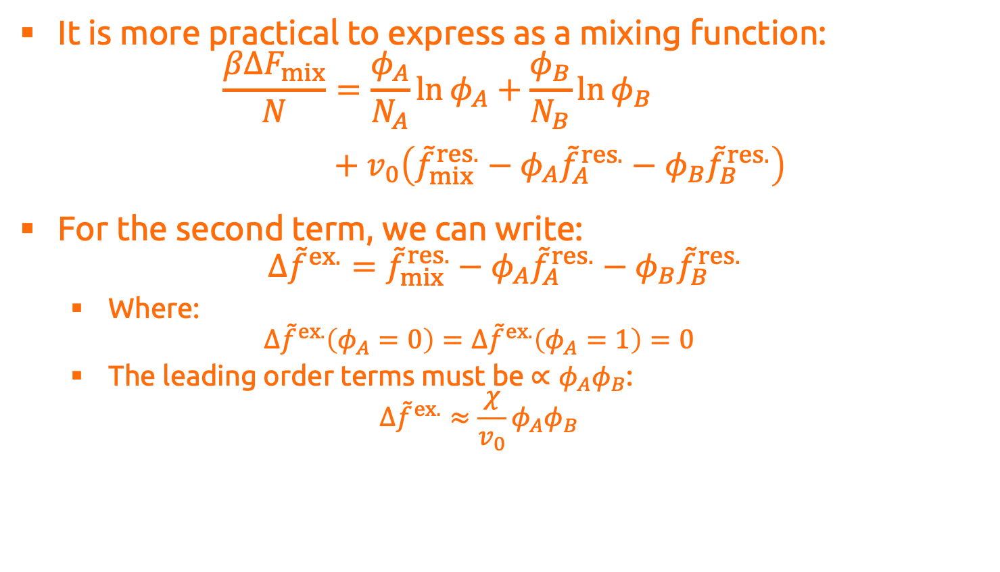 ▪ It is more practical to express as a mixing function:
$\frac{\beta \Delta F_{\text{mix}}}{N} = \frac{\phi_A}{N_A} \ln \phi_A + \frac{\phi_B}{N_B} \ln \phi_B$
$+ v_0 \left( \tilde{f}_{\text{mix}}^{\text{res.}} - \phi_A \tilde{f}_A^{\text{res.}} - \phi_B \tilde{f}_B^{\text{res.}} \right)$
▪ For the second term, we can write:
$\Delta \tilde{f}^{\text{ex.}} = \tilde{f}_{\text{mix}}^{\text{res.}} - \phi_A \tilde{f}_A^{\text{res.}} - \phi_B \tilde{f}_B^{\text{res.}}$
▪ Where:
$\Delta \tilde{f}^{\text{ex.}} (\phi_A = 0) = \Delta \tilde{f}^{\text{ex.}} (\phi_A = 1) = 0$
▪ The leading order terms must be $\propto \phi_A \phi_B$:
$\Delta \tilde{f}^{\text{ex.}} \approx \frac{\chi}{v_0} \phi_A \phi_B$